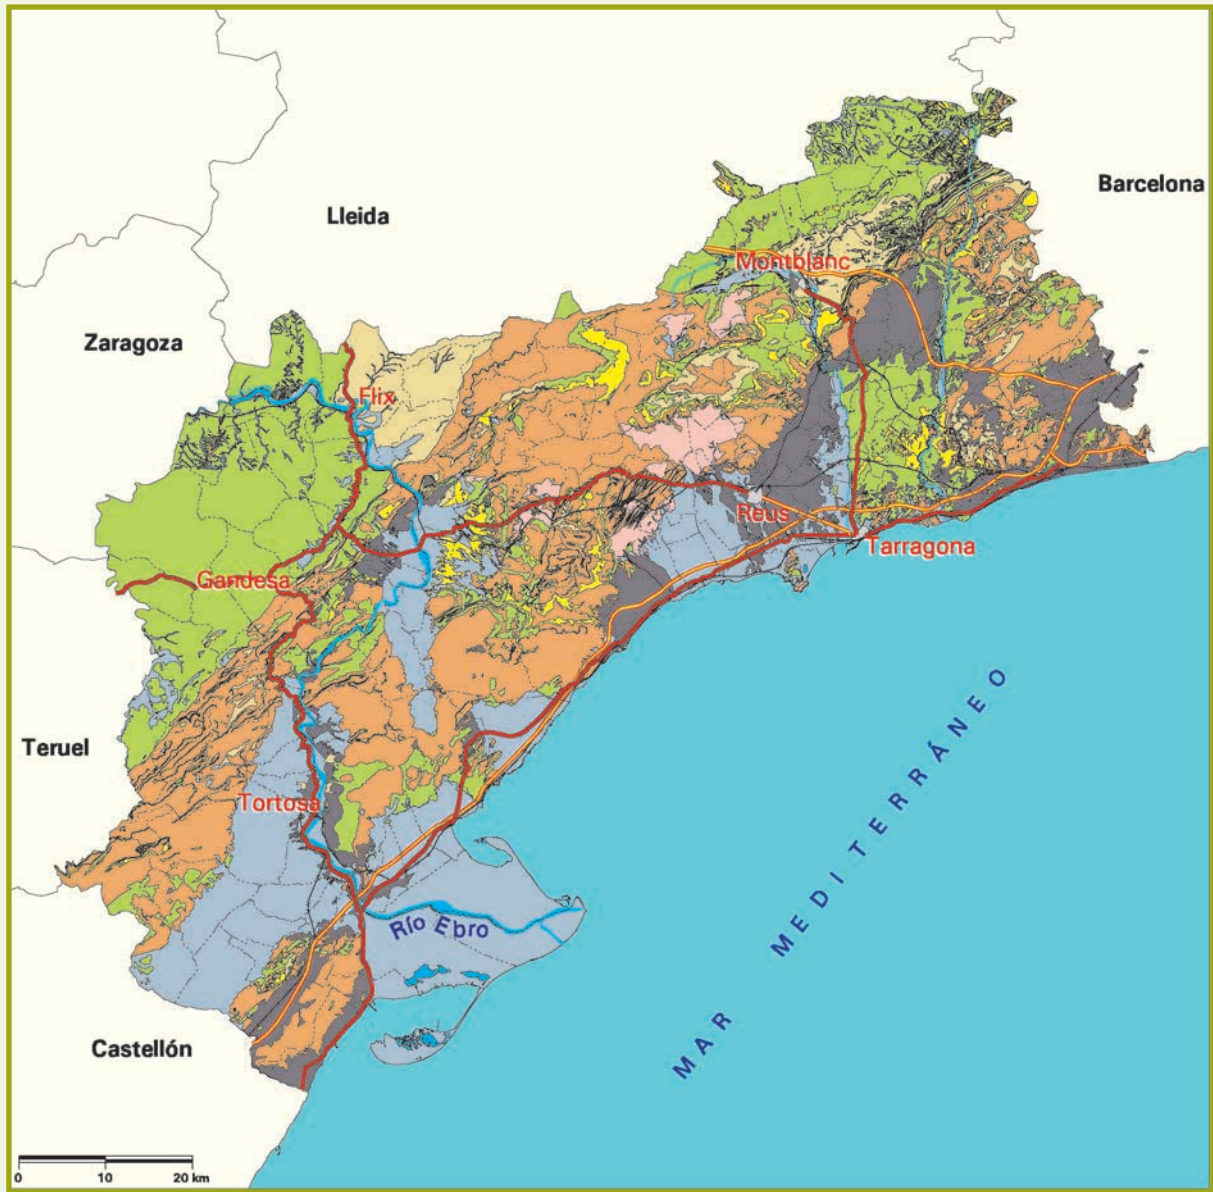 Barcelona
Lleida
Montblanc
Zaragoza
Flix
Reus
Tarragona
Gandesa
Teruel
Tortosa
Río Ebro
MAR MEDITERRÁNEO
Castellón
0 10 20 km